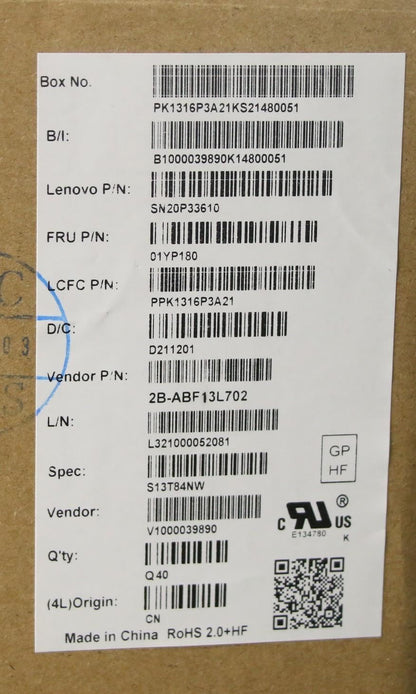 Box No.
PK1316P3A21KS21480051
B/I:
B1000039890K14800051
Lenovo P/N:
SN20P33610
FRU P/N:
01YP180
LCFC P/N:
PPK1316P3A21
D/C:
D211201
Vendor P/N:
2B-ABF13L702
L/N:
L321000052081
Spec:
S13T84NW
GP
HF
Vendor:
V1000039890
C RU ® US
E134780
K
Q'ty:
Q40
(4L)Origin:
CN
Made in China RoHS 2.0+HF